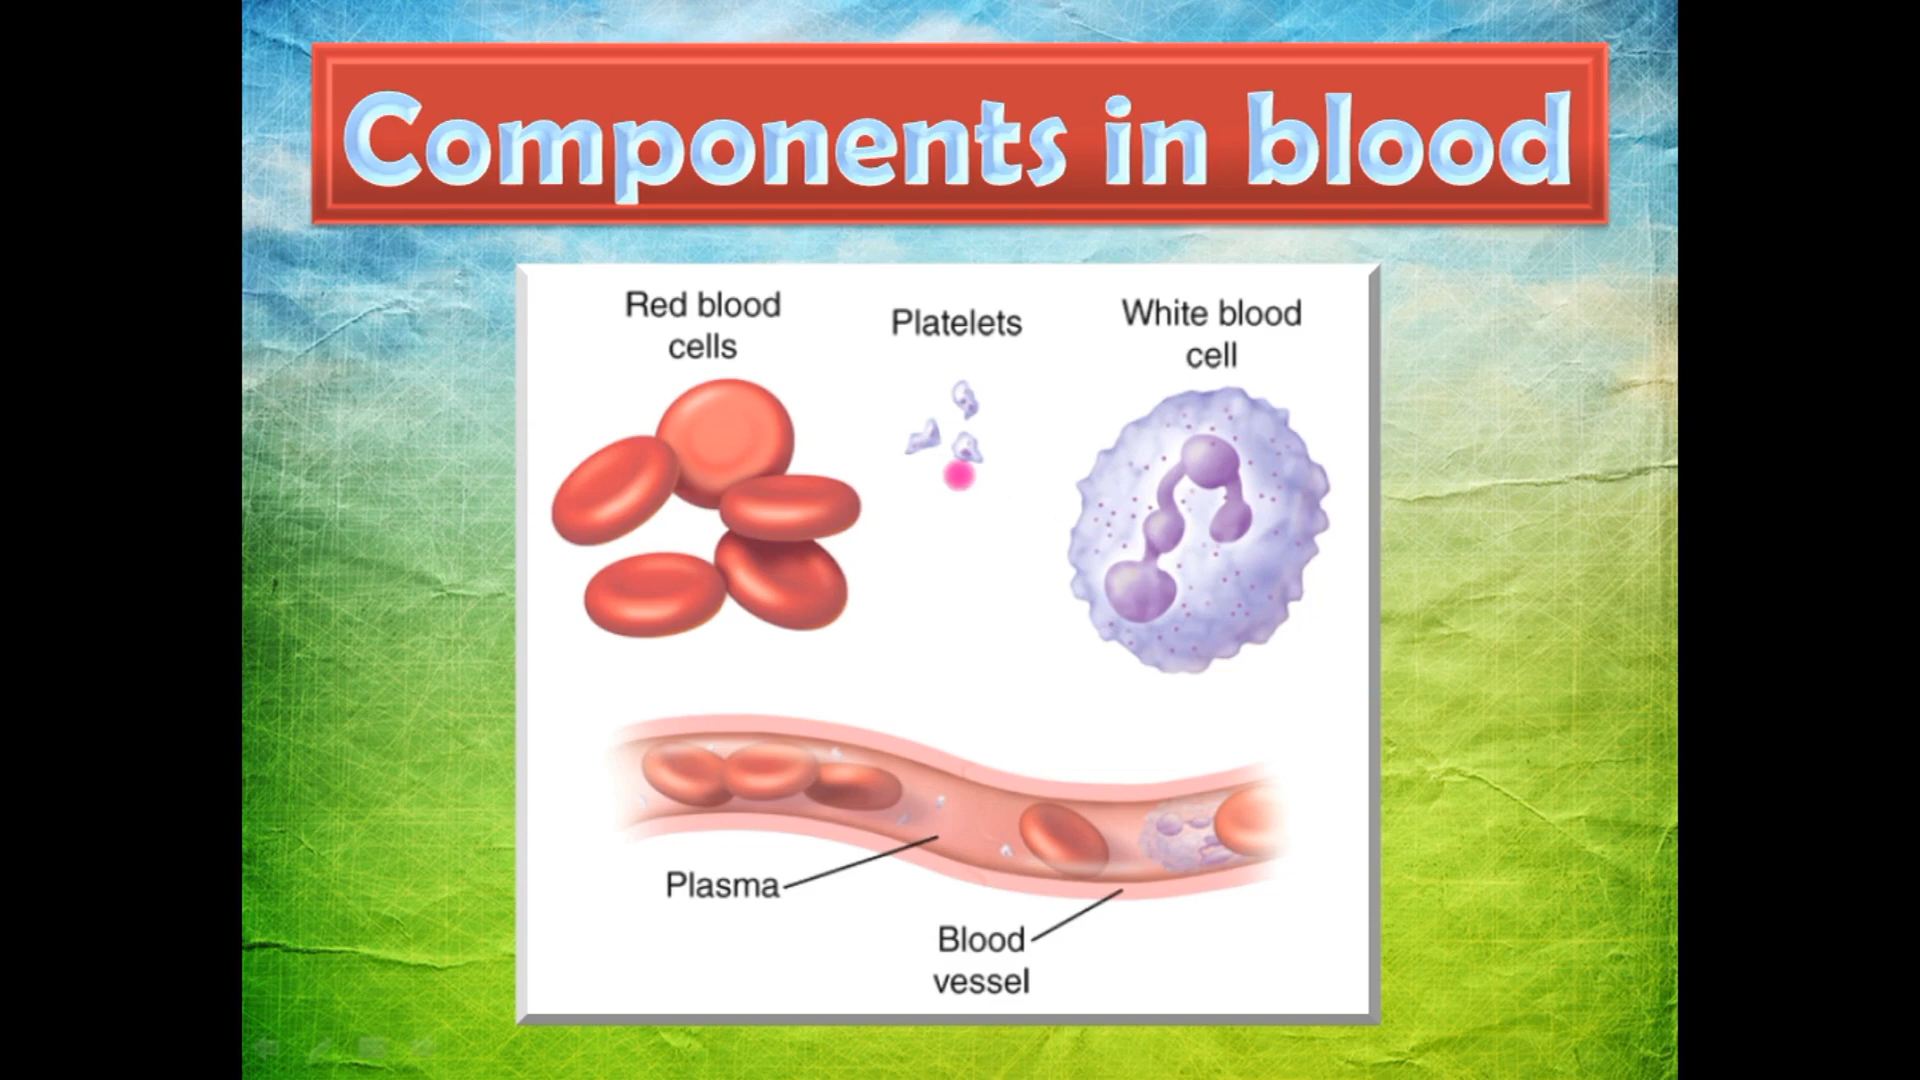 Components in blood
Red blood
cells
Platelets
White blood
cell
Plasma
Blood
vessel